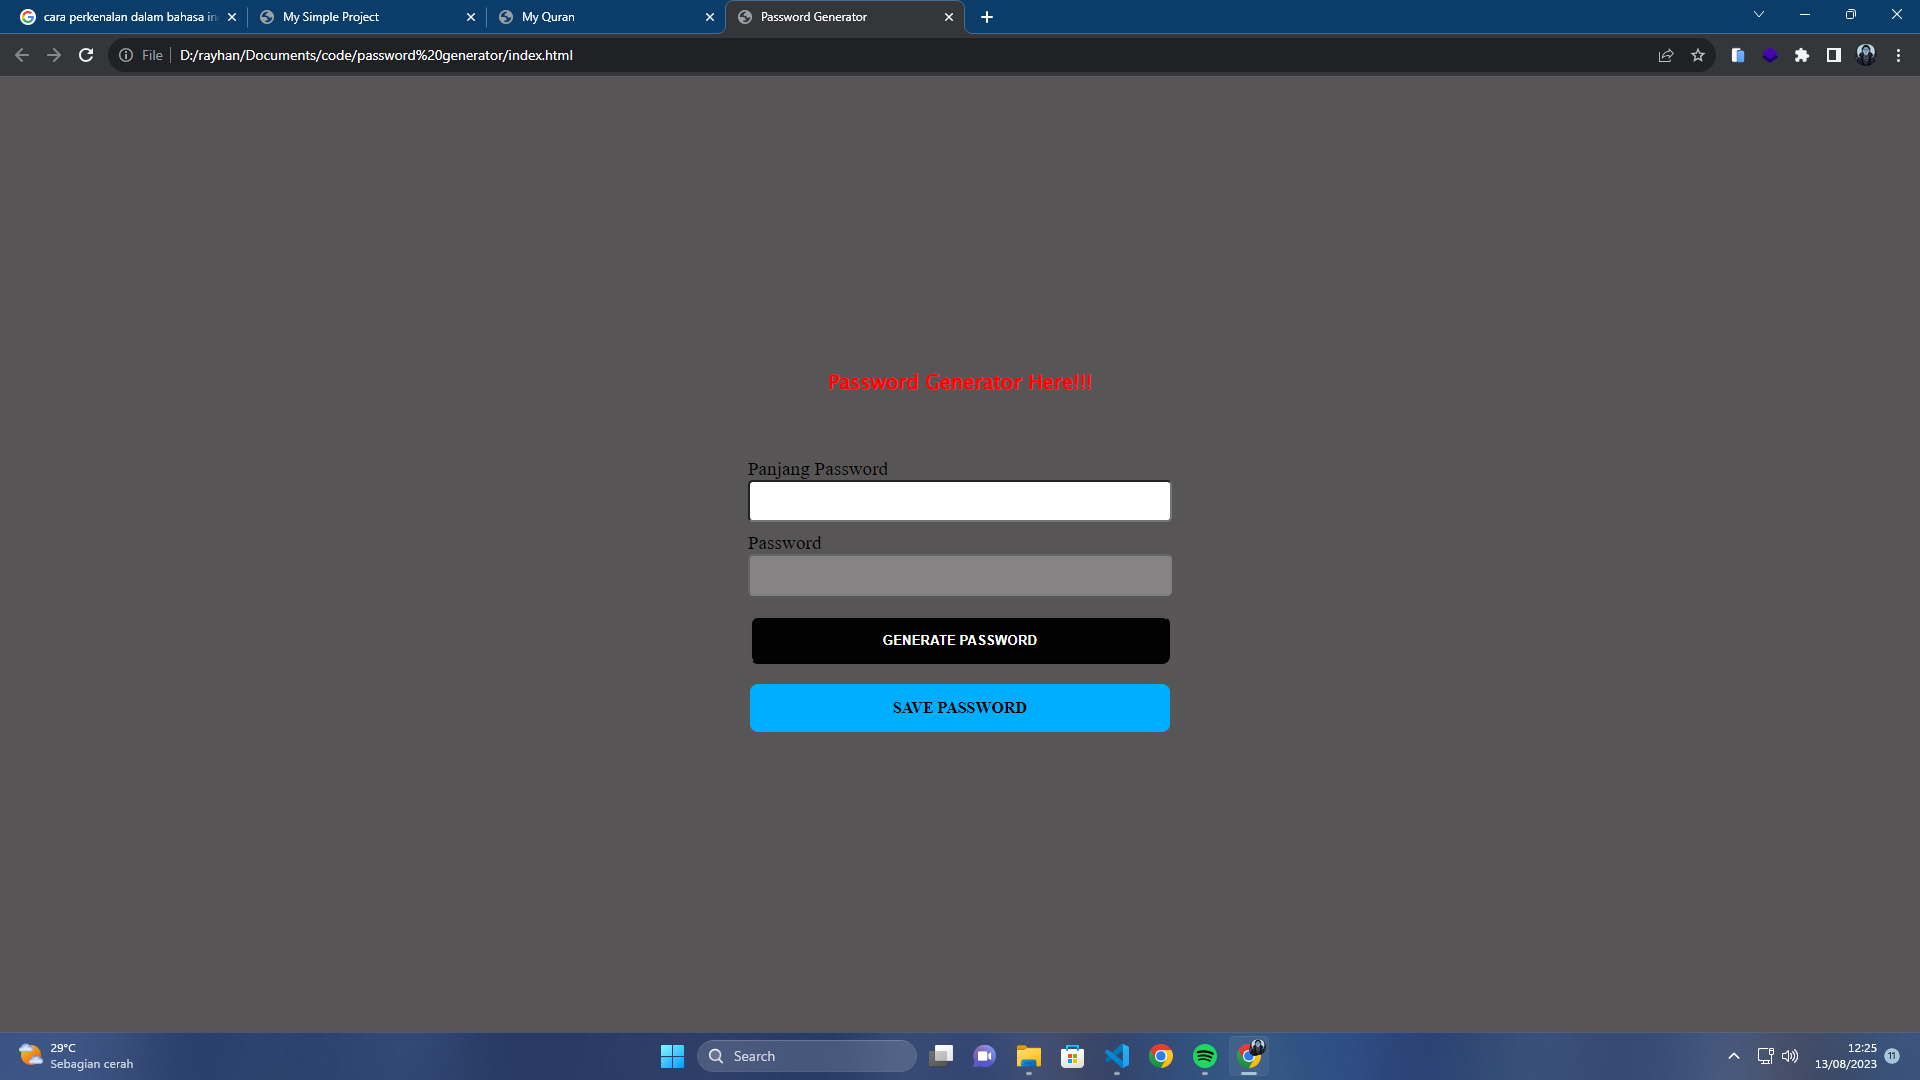 cara perkenalan dalam bahasa in
My Simple Project
My Quran
Password Generator
File
D:/rayhan/Documents/code/password%20generator/index.html
Password Generator Here!!!
Panjang Password
Password
GENERATE PASSWORD
SAVE PASSWORD
29°C
Sebagian cerah
Search
12:25
13/08/2023
11